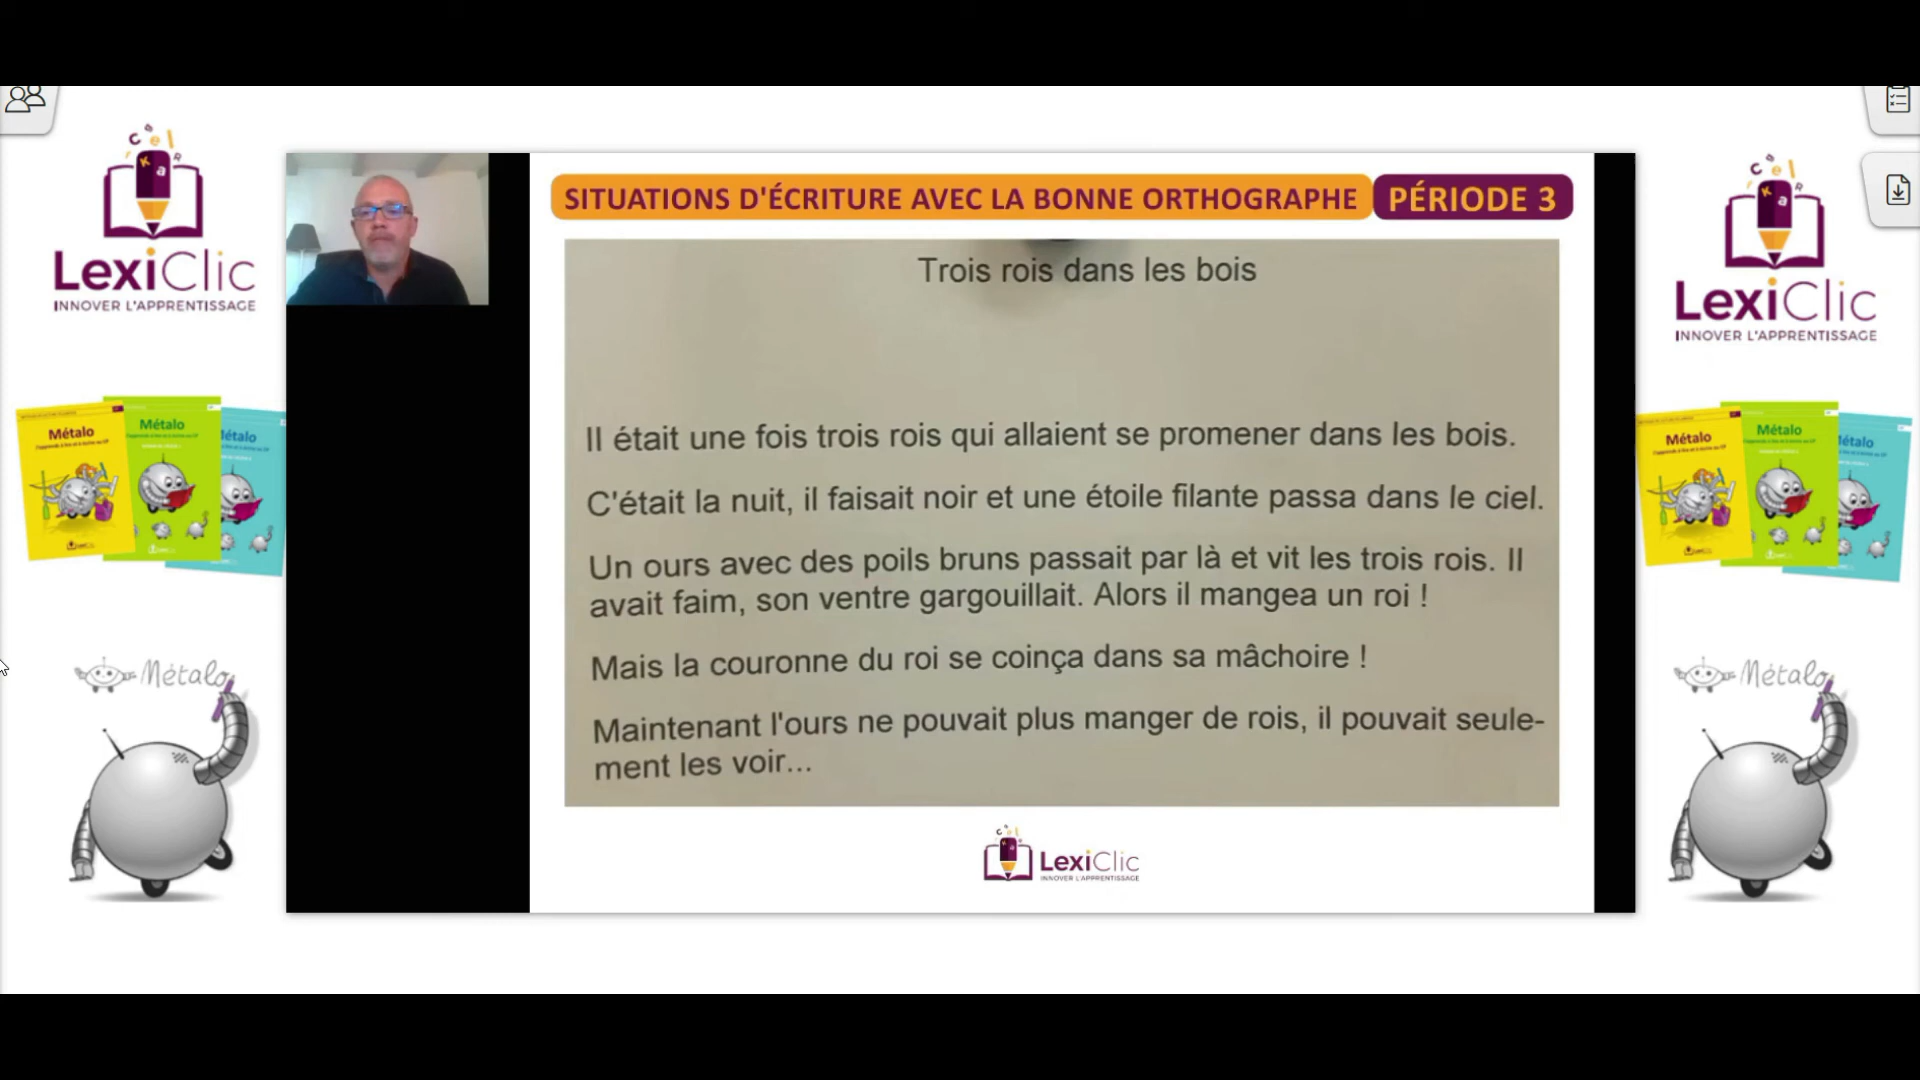 LexiClic
INNOVER L'APPRENTISSAGE
Métalo
Métalo
Métalo
Métalo
SITUATIONS D'ÉCRITURE AVEC LA BONNE ORTHOGRAPHE PÉRIODE 3
Trois rois dans les bois
Il était une fois trois rois qui allaient se promener dans les bois.
C'était la nuit, il faisait noir et une étoile filante passa dans le ciel.
Un ours avec des poils bruns passait par là et vit les trois rois. Il
avait faim, son ventre gargouillait. Alors il mangea un roi !
Mais la couronne du roi se coinça dans sa mâchoire !
Maintenant l'ours ne pouvait plus manger de rois, il pouvait seule-
ment les voir...
LexiClic
INNOVER L'APPRENTISSAGE
LexiClic
INNOVER L'APPRENTISSAGE
Métalo
Métalo
Métalo
Métalo